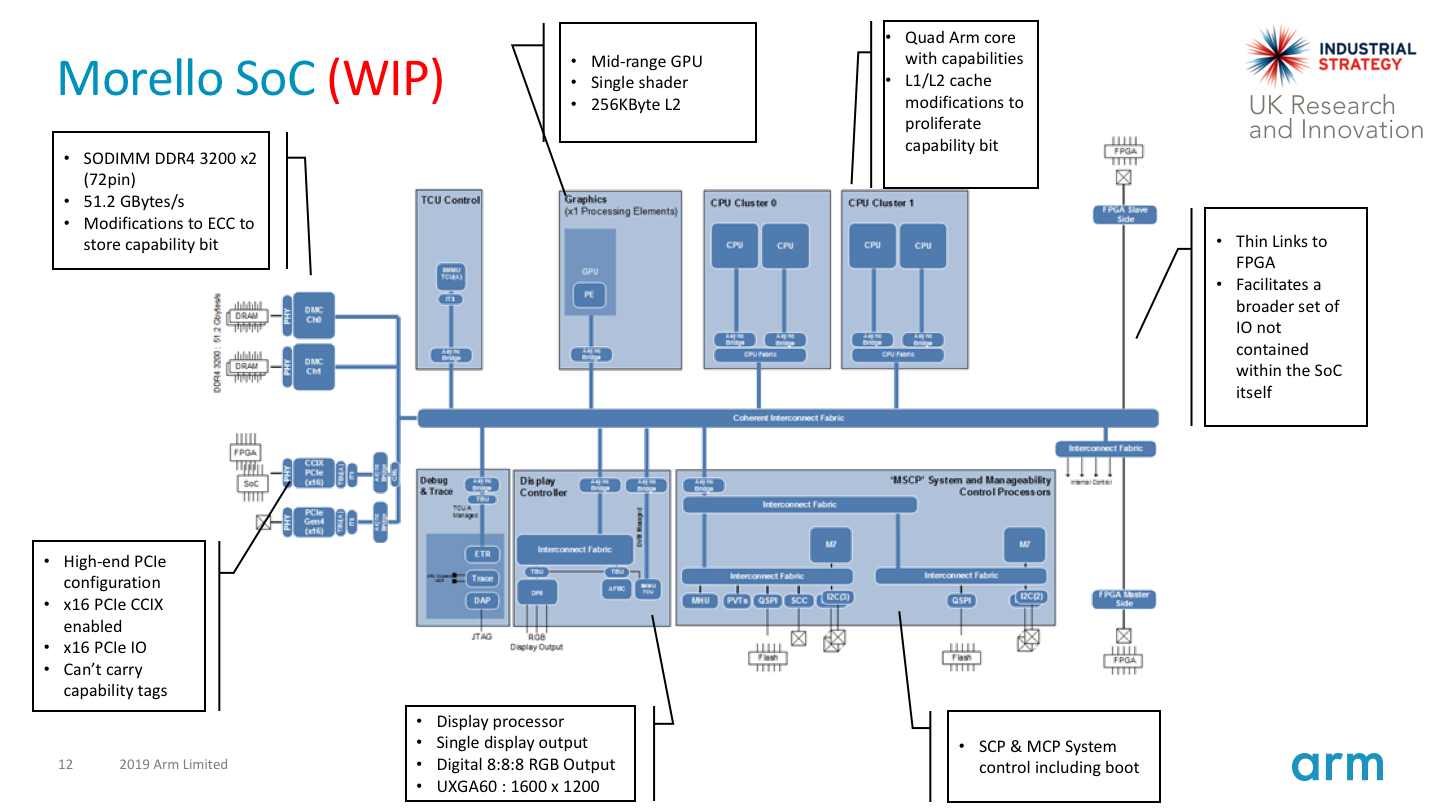 Morello SoC (WIP)
• Mid-range GPU
• Single shader
• 256KByte L2
• Quad Arm core
with capabilities
• L1/L2 cache
modifications to
proliferate
capability bit
INDUSTRIAL
STRATEGY
UK Research
and Innovation
• SODIMM DDR4 3200 x2
(72pin)
• 51.2 GBytes/s
• Modifications to ECC to
store capability bit
• Thin Links to
FPGA
• Facilitates a
broader set of
IO not
contained
within the SoC
itself
FPGA
FPGA Slave
Side
TCU Control
SMMU
TCU(A)
ITS
Async
Bridge
Graphics
(x1 Processing Elements)
GPU
PE
Async
Bridge
CPU Cluster 0
CPU
CPU
Async
Bridge
Async
Bridge
CPU Fabric
CPU Cluster 1
CPU
CPU
Async
Bridge
Async
Bridge
CPU Fabric
DDR4 3200 : 51.2 Gbytes/s
DRAM
PHY
DMC
Ch0
DRAM
PHY
DMC
Ch1
Coherent Interconnect Fabric
Interconnect Fabric
Internal Control
FPGA
SoC
PHY
CCIX
PCIe
(x16)
ITS
Async
Bridge
CML
PHY
PCIe
Gen4
(x16)
ITS
Async
Bridge
Debug
& Trace
Async
Bridge
TBU
TCU A
Managed
ETR
Trace
DAP
JTAG
Display
Controller
Async
Bridge
Async
Bridge
DVM Managed
Interconnect Fabric
TBU
TBU
DPU
AFBC
SMMU
TCU
RGB
Display Output
'MSCP' System and Manageability
Control Processors
Async
Bridge
Interconnect Fabric
M7
M7
Interconnect Fabric
Interconnect Fabric
MHU
PVTs
QSPI
SCC
I2C(3)
QSPI
I2C(2)
Flash
Flash
FPGA Master
Side
FPGA
• High-end PCIe
configuration
• x16 PCIe CCIX
enabled
• x16 PCIe IO
• Can't carry
capability tags
• Display processor
• Single display output
• Digital 8:8:8 RGB Output
• UXGA60 : 1600 x 1200
• SCP & MCP System
control including boot
12
2019 Arm Limited
arm